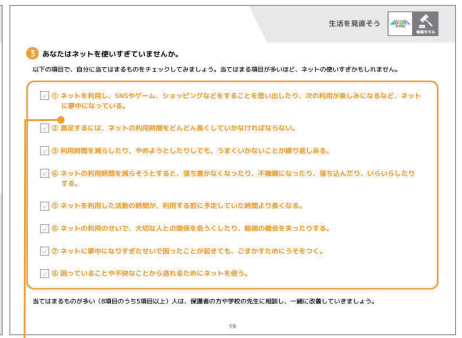 生活を見直そう
情報モラル
3 あなたはネットを使いすぎていませんか。
以下の項目で、自分に当てはまるものをチェックしてみましょう。当てはまる項目が多いほど、ネットの使いすぎかもしれません。
① ネットを利用し、SNSやゲーム、ショッピングなどをすることを思い出したり、次の利用が楽しみになるなど、ネット
に夢中になっている。
② 満足するには、ネットの利用時間をどんどん長くしていかなければならない。
③ 利用時間を減らしたり、やめようとしたりしても、うまくいかないことが繰り返しある。
④ ネットの利用時間を減らそうとすると、落ち着かなくなったり、不機嫌になったり、落ち込んだり、いらいらしたり
する。
⑤ ネットを利用した活動の時間が、利用する前に予定していた時間より長くなる。
⑥ ネットの利用のせいで、大切な人との関係を危うくしたり、勉強の機会を失ったりする。
⑦ ネットに夢中になりすぎたせいで困ったことが起きても、ごまかすためにうそをつく。
⑧ 困っていることや不快なことから逃れるためにネットを使う。
当てはまるものが多い（8項目のうち5項目以上）人は、保護者の方や学校の先生に相談し、一緒に改善していきましょう。
19